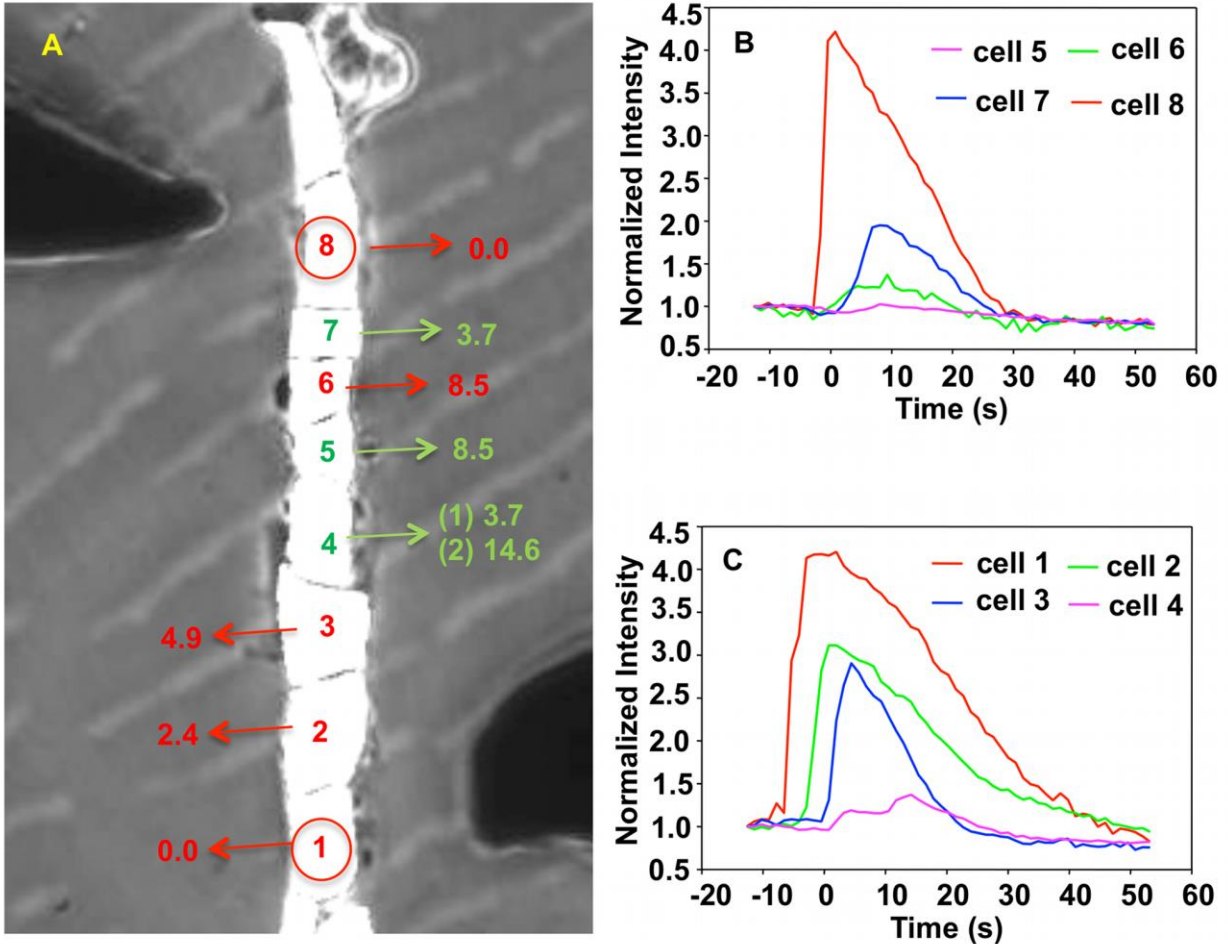 A
8
0.0
7
3.7
6
8.5
5
8.5
4
(1) 3.7
(2) 14.6
3
4.9
2
2.4
1
0.0
B
cell 5
cell 6
cell 7
cell 8
Normalized Intensity
4.5
4.0
3.5
3.0
2.5
2.0
1.5
1.0
0.5
-20 -10 0 10 20 30 40 50 60
Time (s)
C
cell 1
cell 2
cell 3
cell 4
Normalized Intensity
4.5
4.0
3.5
3.0
2.5
2.0
1.5
1.0
0.5
-20 -10 0 10 20 30 40 50 60
Time (s)